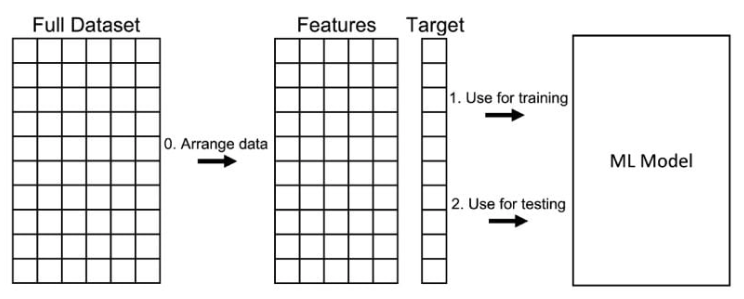 Full Dataset
Features
Target
0. Arrange data
1. Use for training
2. Use for testing
ML Model